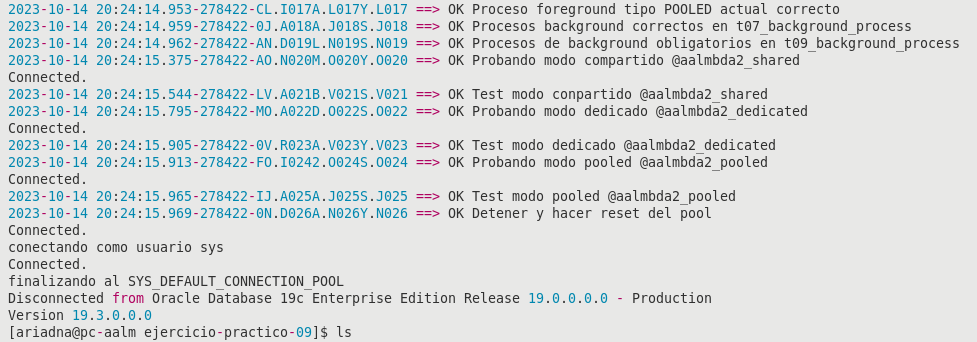 2023-10-14 20:24:14.953-278422-CL.I017A.L017Y.L017 ==> OK Proceso foreground tipo POOLED actual correcto
2023-10-14 20:24:14.959-278422-0J.A018A.J018S.J018 ==> OK Procesos background correctos en t07_background_process
2023-10-14 20:24:14.962-278422-AN.D019L.N019S.N019 ==> OK Procesos de background obligatorios en t09_background_process
2023-10-14 20:24:15.375-278422-AO.N020M.O020Y.O020 ==> OK Probando modo compartido @aalmbda2_shared
Connected.
2023-10-14 20:24:15.544-278422-LV.A021B.V021S.V021 ==> OK Test modo conpartido @aalmbda2_shared
2023-10-14 20:24:15.795-278422-MO.A022D.O022S.O022 ==> OK Probando modo dedicado @aalmbda2_dedicated
Connected.
2023-10-14 20:24:15.905-278422-0V.R023A.V023Y.V023 ==> OK Test modo dedicado @aalmbda2_dedicated
2023-10-14 20:24:15.913-278422-FO.I0242.O024S.O024 ==> OK Probando modo pooled @aalmbda2_pooled
Connected.
2023-10-14 20:24:15.965-278422-IJ.A025A.J025S.J025 ==> OK Test modo pooled @aalmbda2_pooled
2023-10-14 20:24:15.969-278422-0N.D026A.N026Y.N026 ==> OK Detener y hacer reset del pool
Connected.
conectando como usuario sys
Connected.
finalizando al SYS_DEFAULT_CONNECTION_POOL
Disconnected from Oracle Database 19c Enterprise Edition Release 19.0.0.0.0 - Production
Version 19.3.0.0.0
[ariadna@pc-aalm ejercicio-practico-09]$ ls